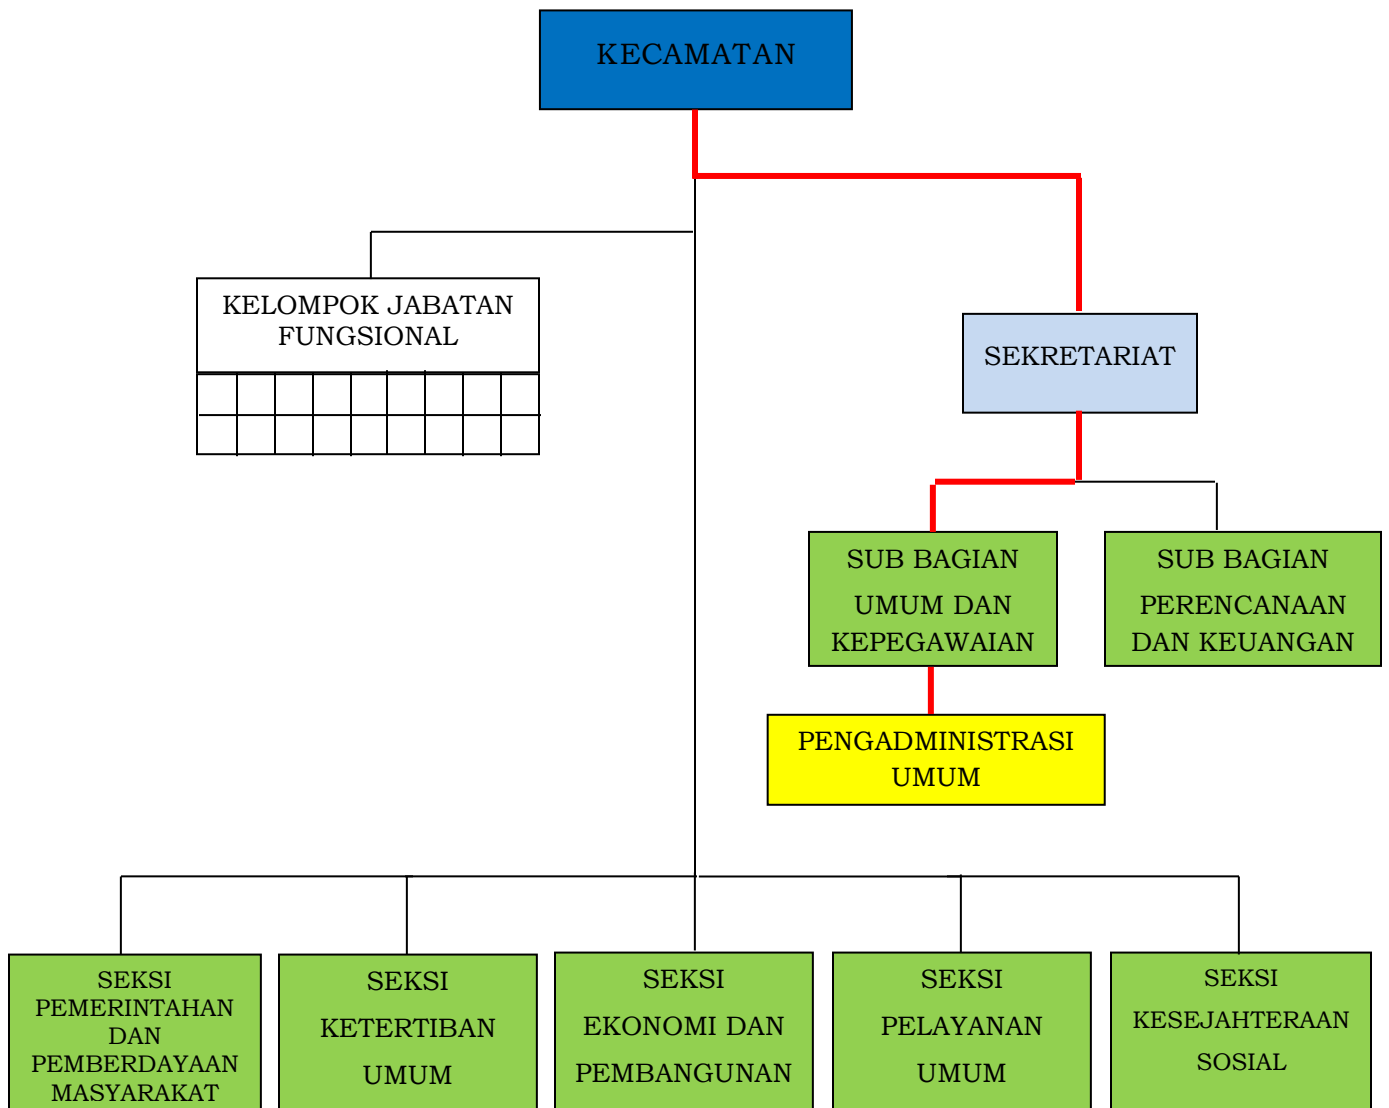 KECAMATAN
KELOMPOK JABATAN
FUNGSIONAL
SEKRETARIAT
SUB BAGIAN
UMUM DAN
KEPEGAWAIAN
SUB BAGIAN
PERENCANAAN
DAN KEUANGAN
PENGADMINISTRASI
UMUM
SEKSI
PEMERINTAHAN
DAN
PEMBERDAYAAN
MASYARAKAT
SEKSI
KETERTIBAN
UMUM
SEKSI
EKONOMI DAN
PEMBANGUNAN
SEKSI
PELAYANAN
UMUM
SEKSI
KESEJAHTERAAN
SOSIAL